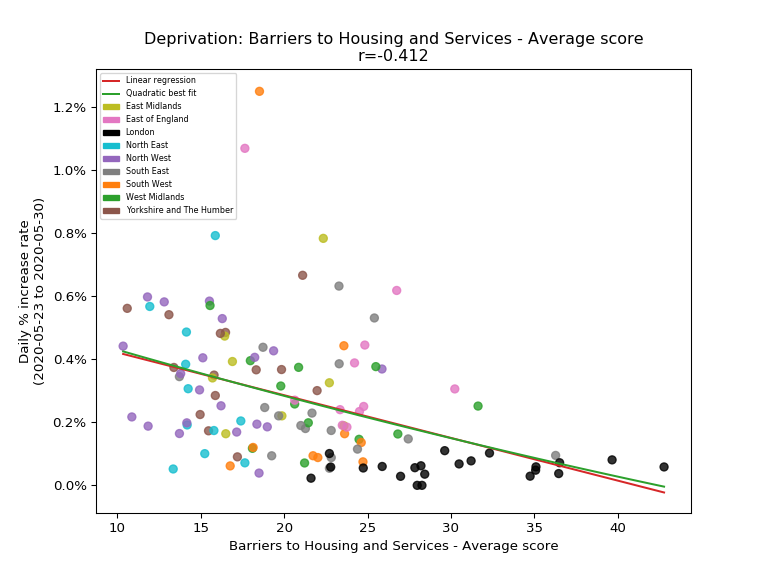 Deprivation: Barriers to Housing and Services - Average score
r=-0.412
Linear regression
Quadratic best fit
East Midlands
East of England
London
North East
North West
South East
South West
West Midlands
Yorkshire and The Humber
1.2%
1.0%
0.8%
0.6%
0.4%
0.2%
0.0%
Daily % increase rate
(2020-05-23 to 2020-05-30)
10
15
20
25
30
35
40
Barriers to Housing and Services - Average score